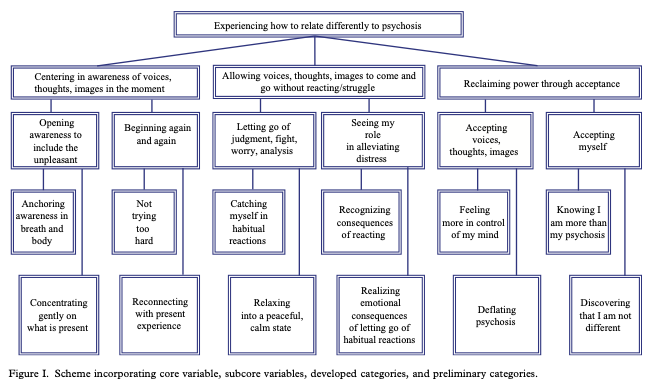 Experiencing how to relate differently to psychosis
Centering in awareness of voices,
thoughts, images in the moment
Allowing voices, thoughts, images to come and
go without reacting/struggle
Reclaiming power through acceptance
Opening
awareness to
include the
unpleasant
Beginning again
and again
Letting go of
judgment, fight,
worry, analysis
Seeing my
role
in alleviating
distress
Accepting
voices,
thoughts, images
Accepting
myself
Anchoring
awareness in
breath and
body
Not
trying
too
hard
Catching
myself in
habitual
reactions
Recognizing
consequences
of reacting
Feeling
more in control
of my mind
Knowing I
am more than
my psychosis
Concentrating
gently on
what is present
Reconnecting
with present
experience
Relaxing
into a peaceful,
calm state
Realizing
emotional
consequences
of letting go of
habitual reactions
Deflating
psychosis
Discovering
that I am not
different
Figure I. Scheme incorporating core variable, subcore variables, developed categories, and preliminary categories.